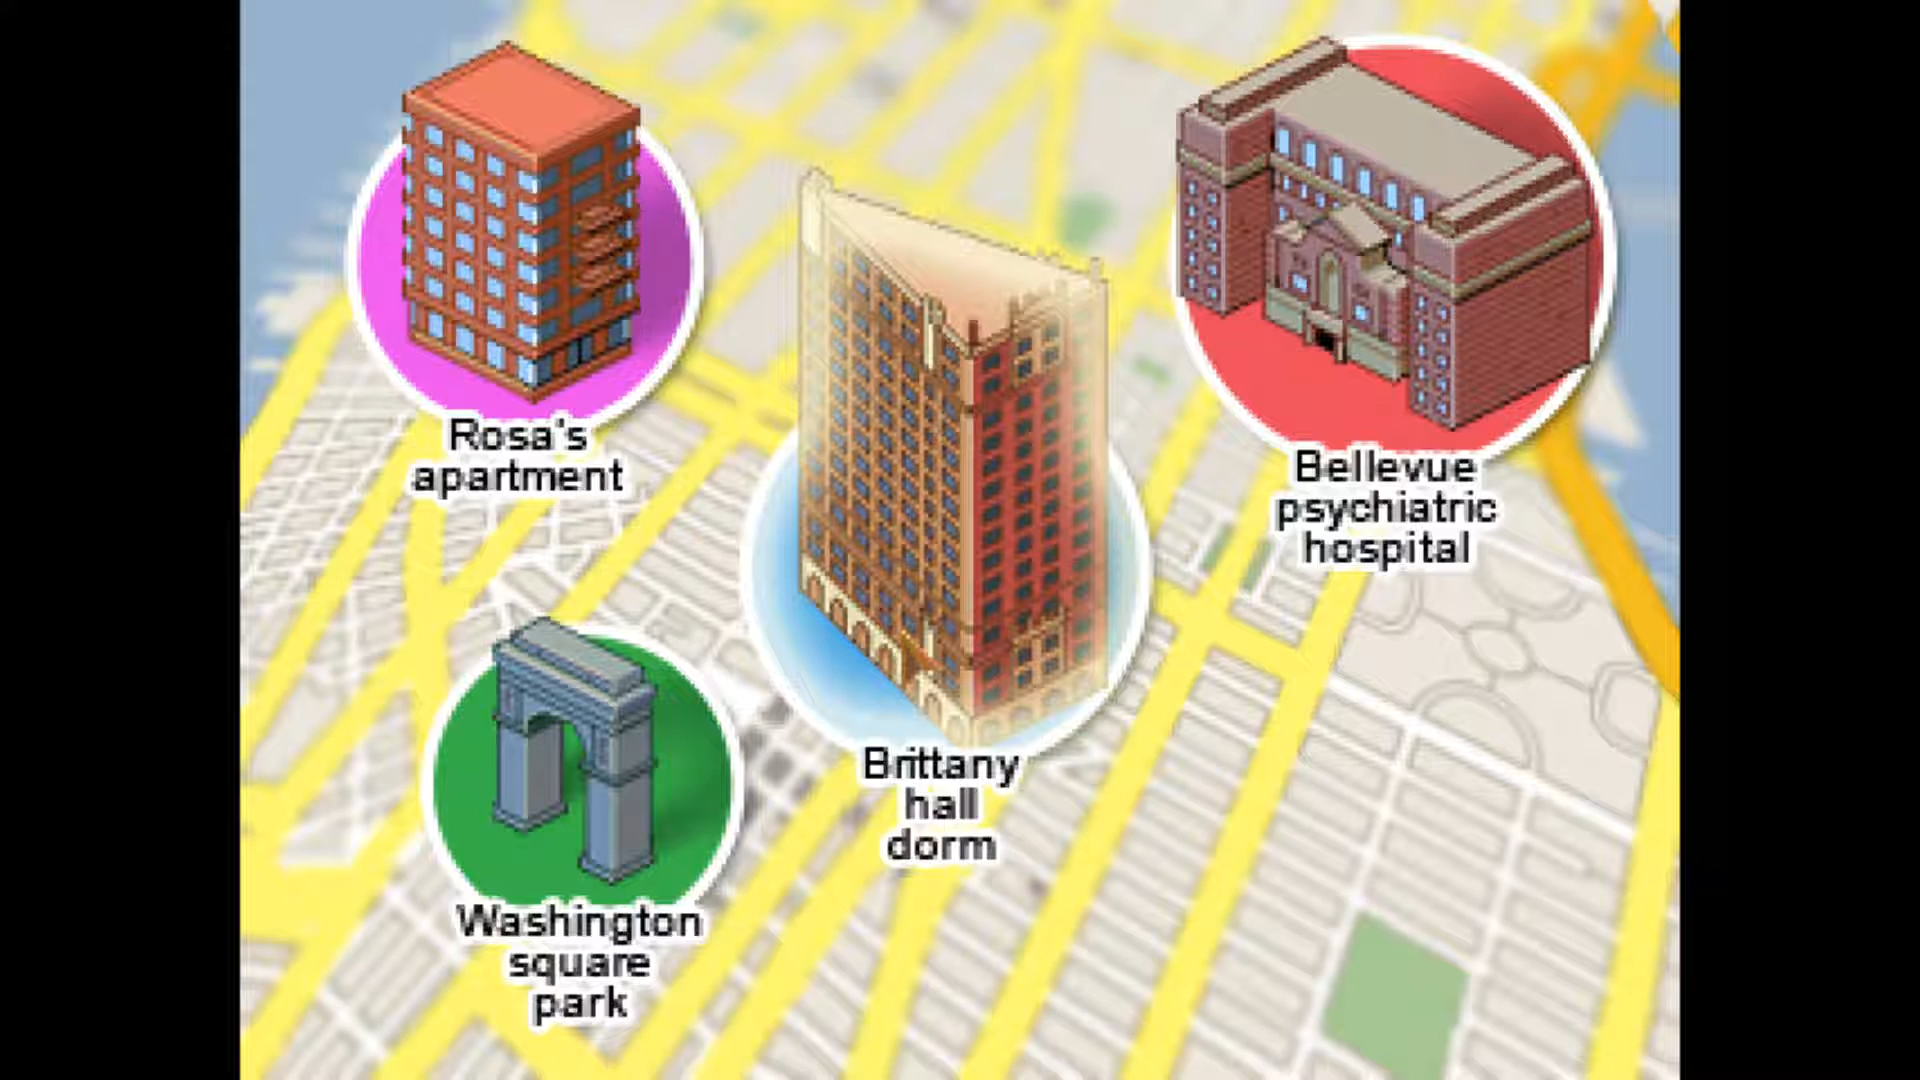 Rosa's
apartment
Bellevue
psychiatric
hospital
Brittany
hall
dorm
Washington
square
park